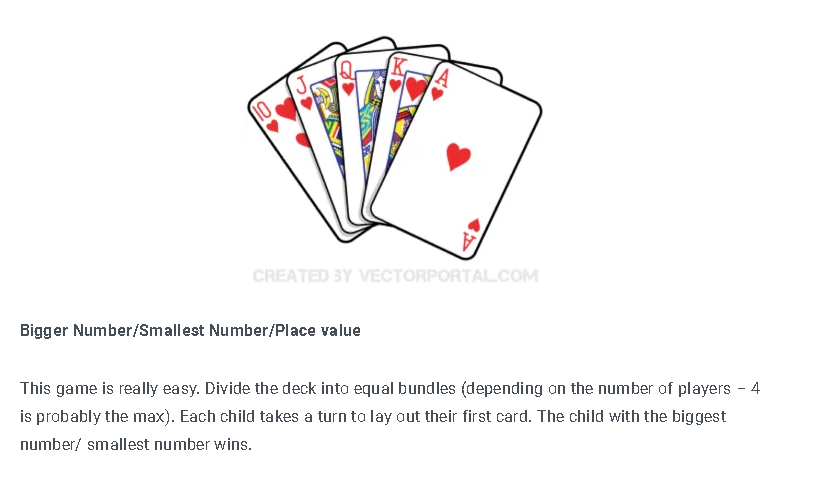 10
J
Q
K
A
A
CREATED BY VECTORPORTAL.COM
Bigger Number/Smallest Number/Place value
This game is really easy. Divide the deck into equal bundles (depending on the number of players – 4
is probably the max). Each child takes a turn to lay out their first card. The child with the biggest
number/ smallest number wins.